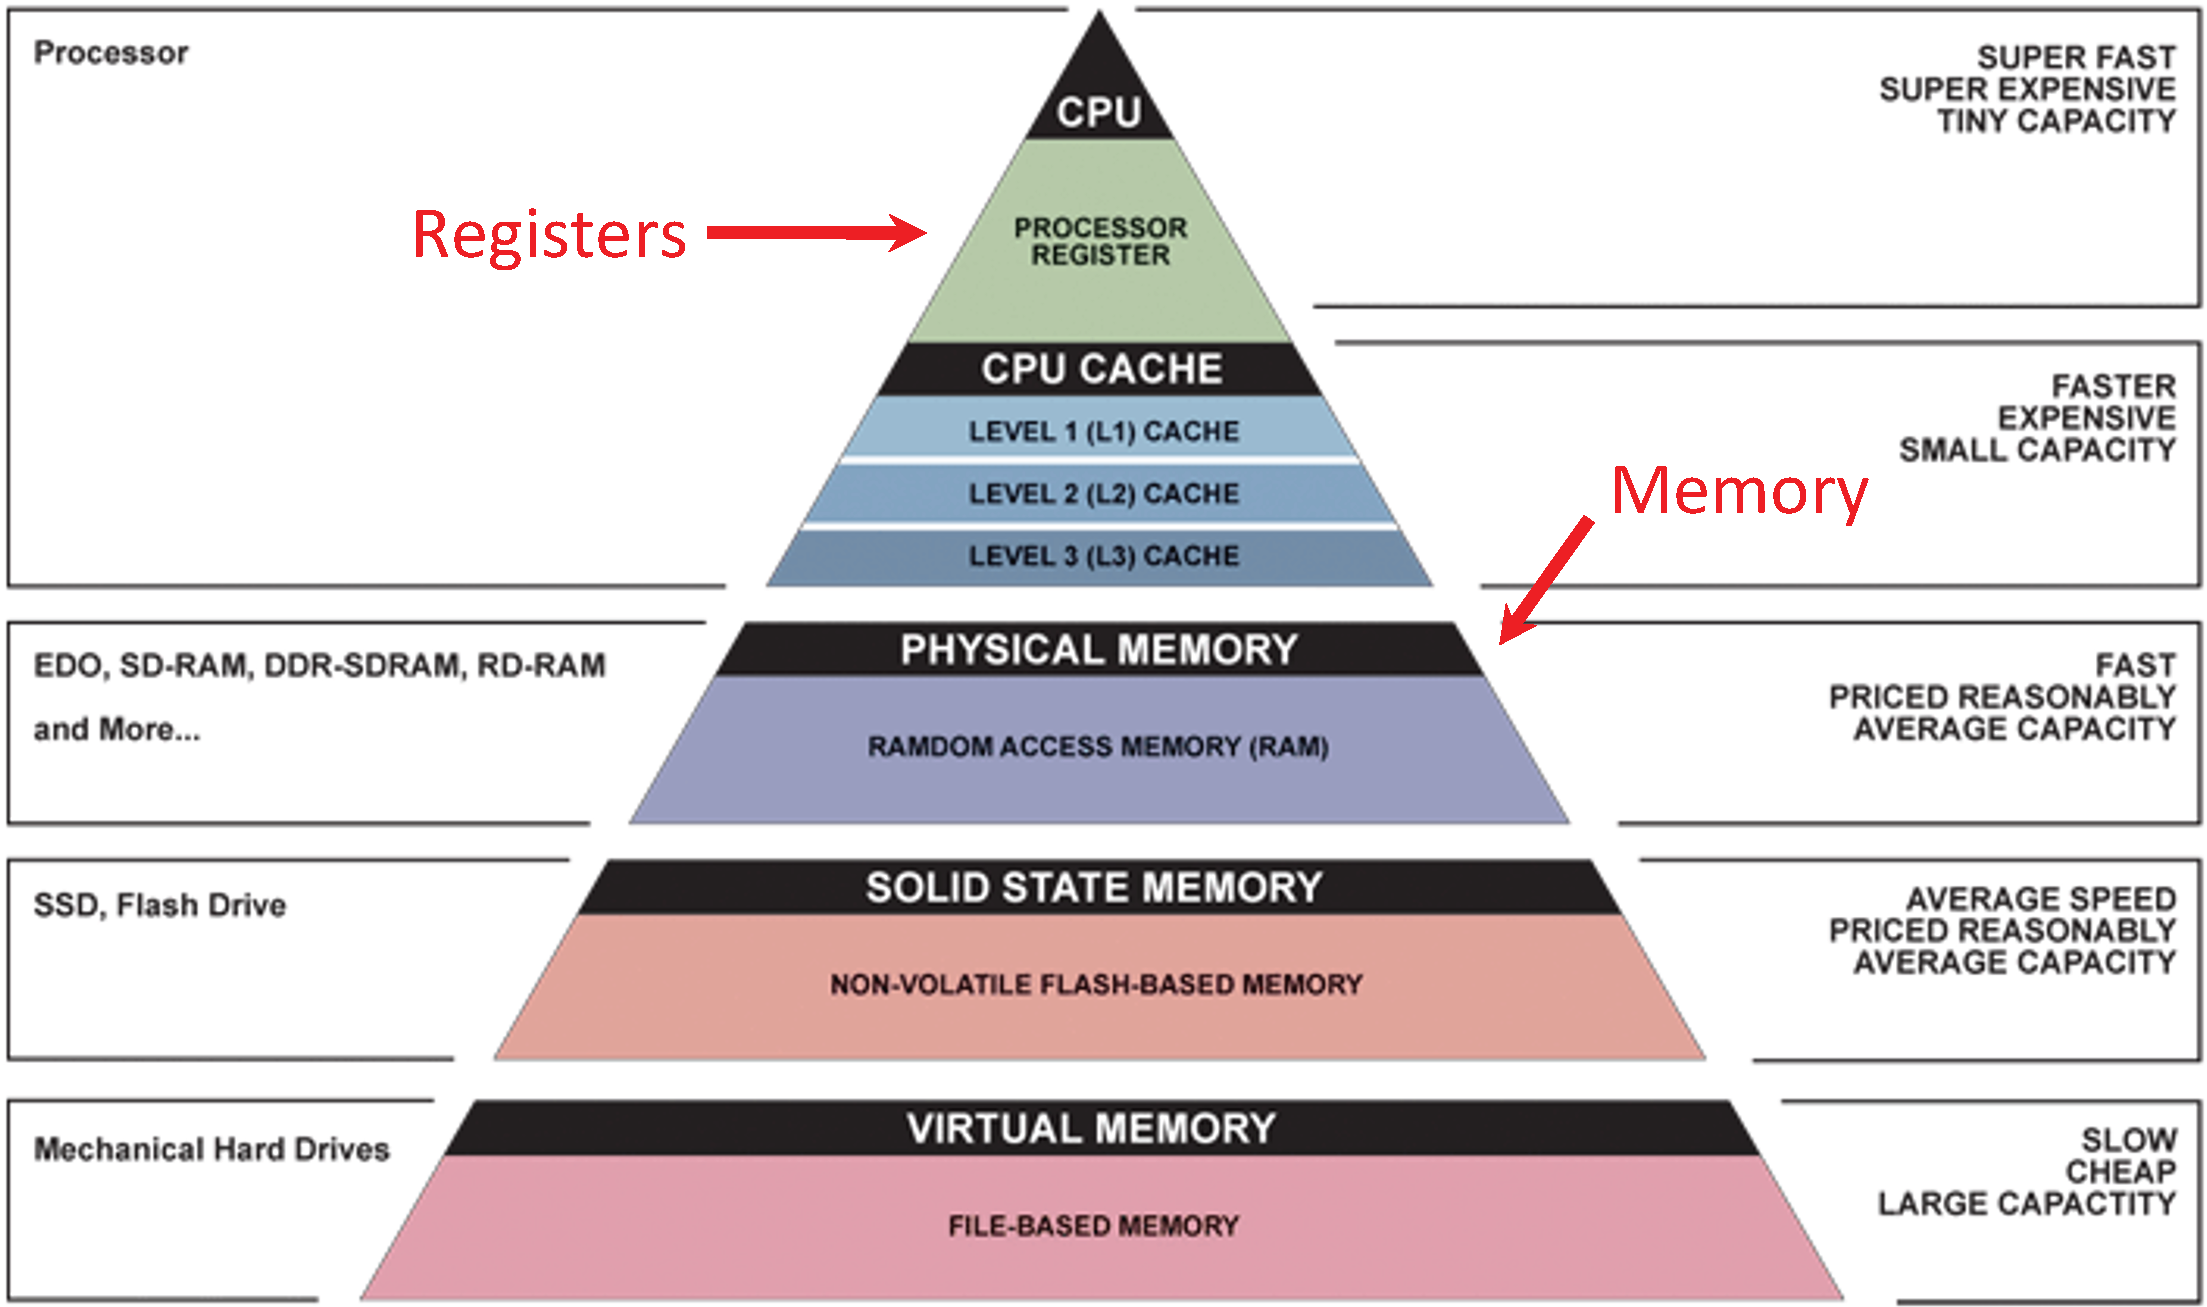 Processor
CPU
SUPER FAST
SUPER EXPENSIVE
TINY CAPACITY
Registers
PROCESSOR
REGISTER
CPU CACHE
LEVEL 1 (L1) CACHE
LEVEL 2 (L2) CACHE
LEVEL 3 (L3) CACHE
FASTER
EXPENSIVE
SMALL CAPACITY
Memory
EDO, SD-RAM, DDR-SDRAM, RD-RAM
and More...
PHYSICAL MEMORY
RAMDOM ACCESS MEMORY (RAM)
FAST
PRICED REASONABLY
AVERAGE CAPACITY
SSD, Flash Drive
SOLID STATE MEMORY
NON-VOLATILE FLASH-BASED MEMORY
AVERAGE SPEED
PRICED REASONABLY
AVERAGE CAPACITY
Mechanical Hard Drives
VIRTUAL MEMORY
FILE-BASED MEMORY
SLOW
CHEAP
LARGE CAPACTITY